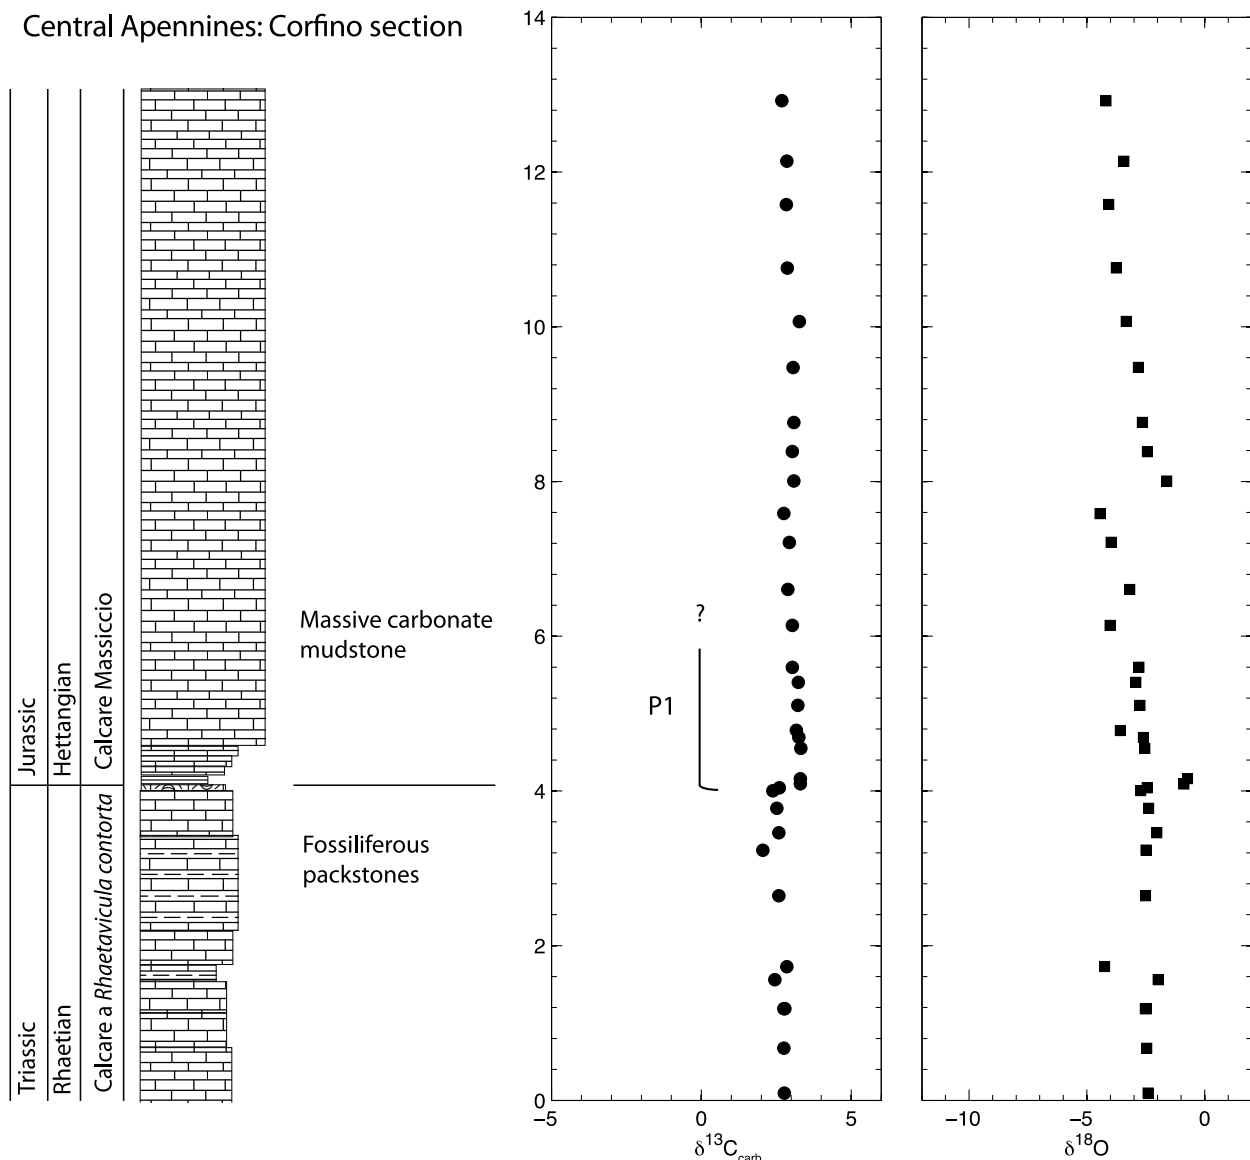 Central Apennines: Corfino section
Jurassic
Hettangian
Calcare Massiccio
Triassic
Rhaetian
Calcare a Rhaetavicula contorta
Massive carbonate
mudstone
Fossiliferous
packstones
14
12
10
8
6
4
2
0
?
P1
−5
0
5
δ13Ccarb
−10
−5
0
δ18O